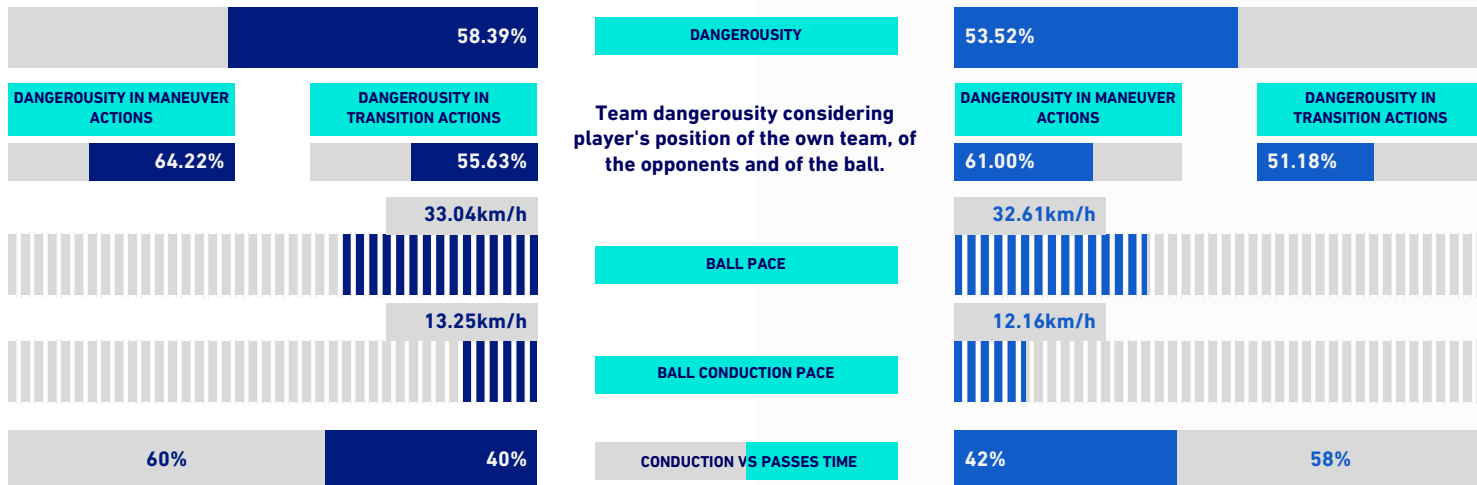 58.39%
DANGEROUSITY
53.52%
DANGEROUSITY IN MANEUVER
ACTIONS
DANGEROUSITY IN
TRANSITION ACTIONS
64.22%
55.63%
Team dangerousity considering
player's position of the own team, of
the opponents and of the ball.
DANGEROUSITY IN MANEUVER
ACTIONS
DANGEROUSITY IN
TRANSITION ACTIONS
61.00%
51.18%
33.04km/h
BALL PACE
32.61km/h
13.25km/h
BALL CONDUCTION PACE
12.16km/h
60%
40%
CONDUCTION VS PASSES TIME
42%
58%